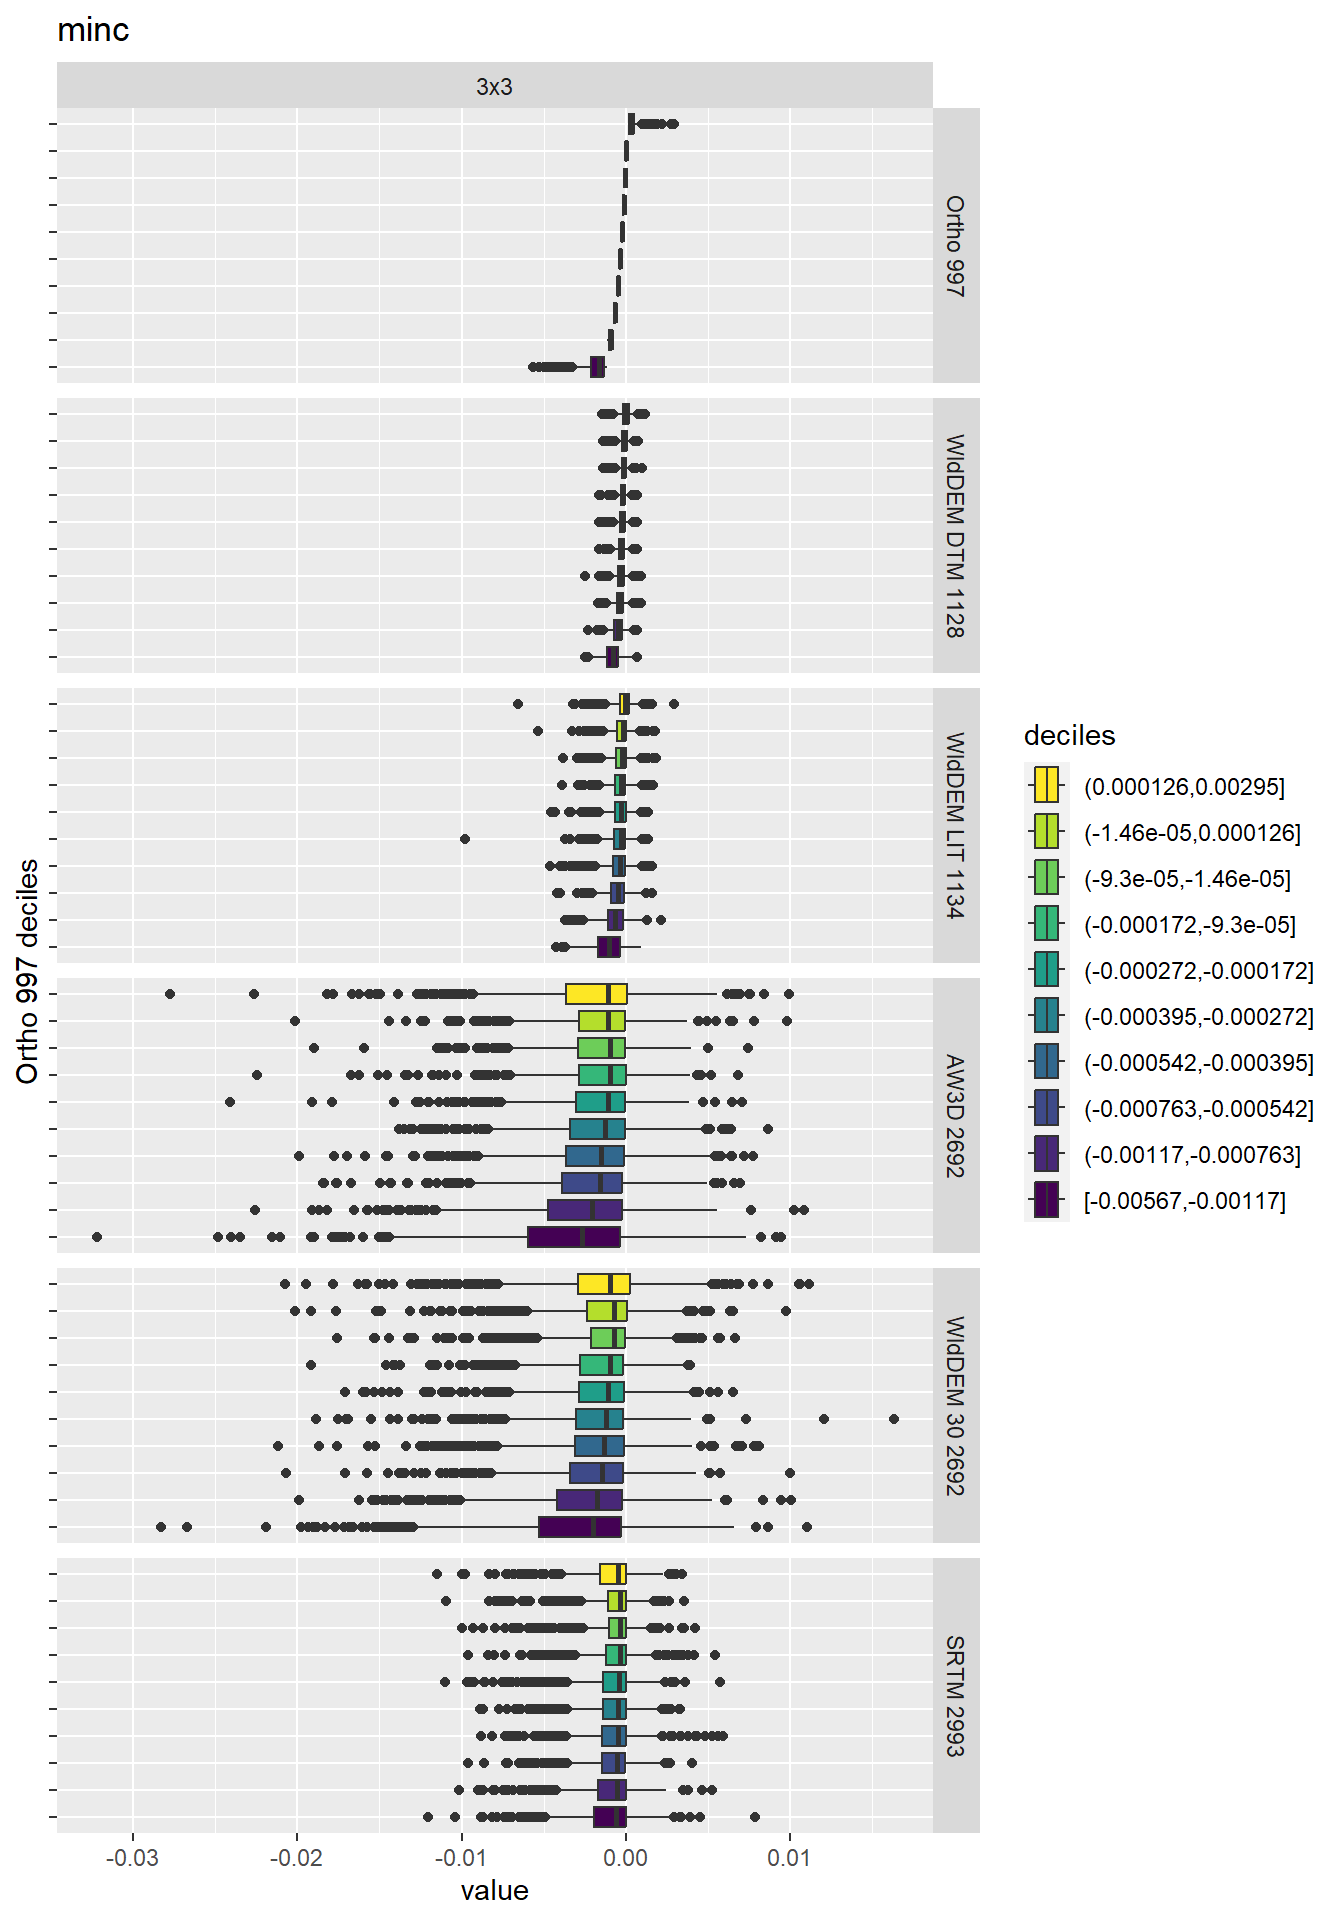 minc
3x3
Ortho 997
WldDEM DTM 1128
WldDEM LIT 1134
AW3D 2692
WldDEM 30 2692
SRTM 2993
Ortho 997 deciles
-0.03
-0.02
-0.01
0.00
0.01
value
deciles
(0.000126,0.00295]
(-1.46e-05,0.000126]
(-9.3e-05,-1.46e-05]
(-0.000172,-9.3e-05]
(-0.000272,-0.000172]
(-0.000395,-0.000272]
(-0.000542,-0.000395]
(-0.000763,-0.000542]
(-0.00117,-0.000763]
[-0.00567,-0.00117]